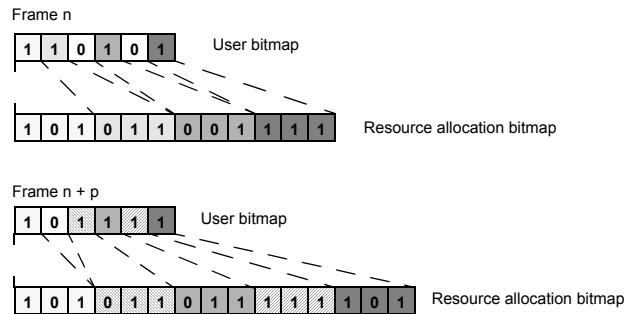 Frame n
1 1 0 1 0 1 User bitmap
1 0 1 0 1 1 0 0 1 1 1 1 Resource allocation bitmap
Frame n + p
1 0 1 1 1 1 User bitmap
1 0 1 0 1 1 0 1 1 1 1 1 1 0 1 Resource allocation bitmap